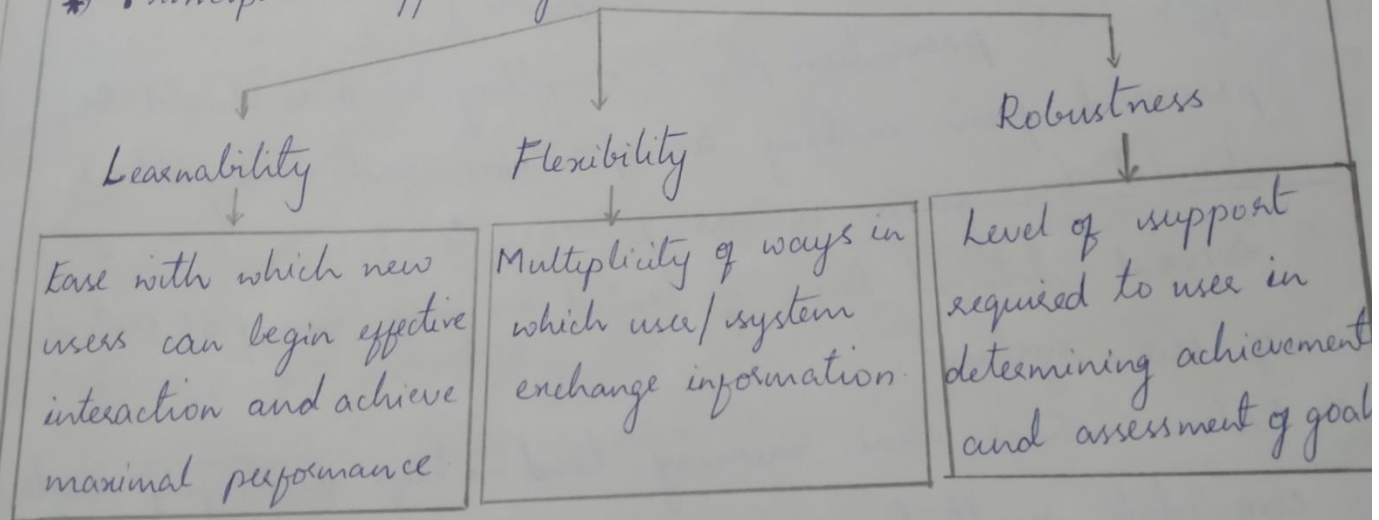 Learnability
Flexibility
Robustness
Ease with which new
users can begin effective
interaction and achieve
maximal performance
Multiplicity of ways in
which user/system
exchange information.
Level of support
required to user in
determining achievement
and assessment of goal